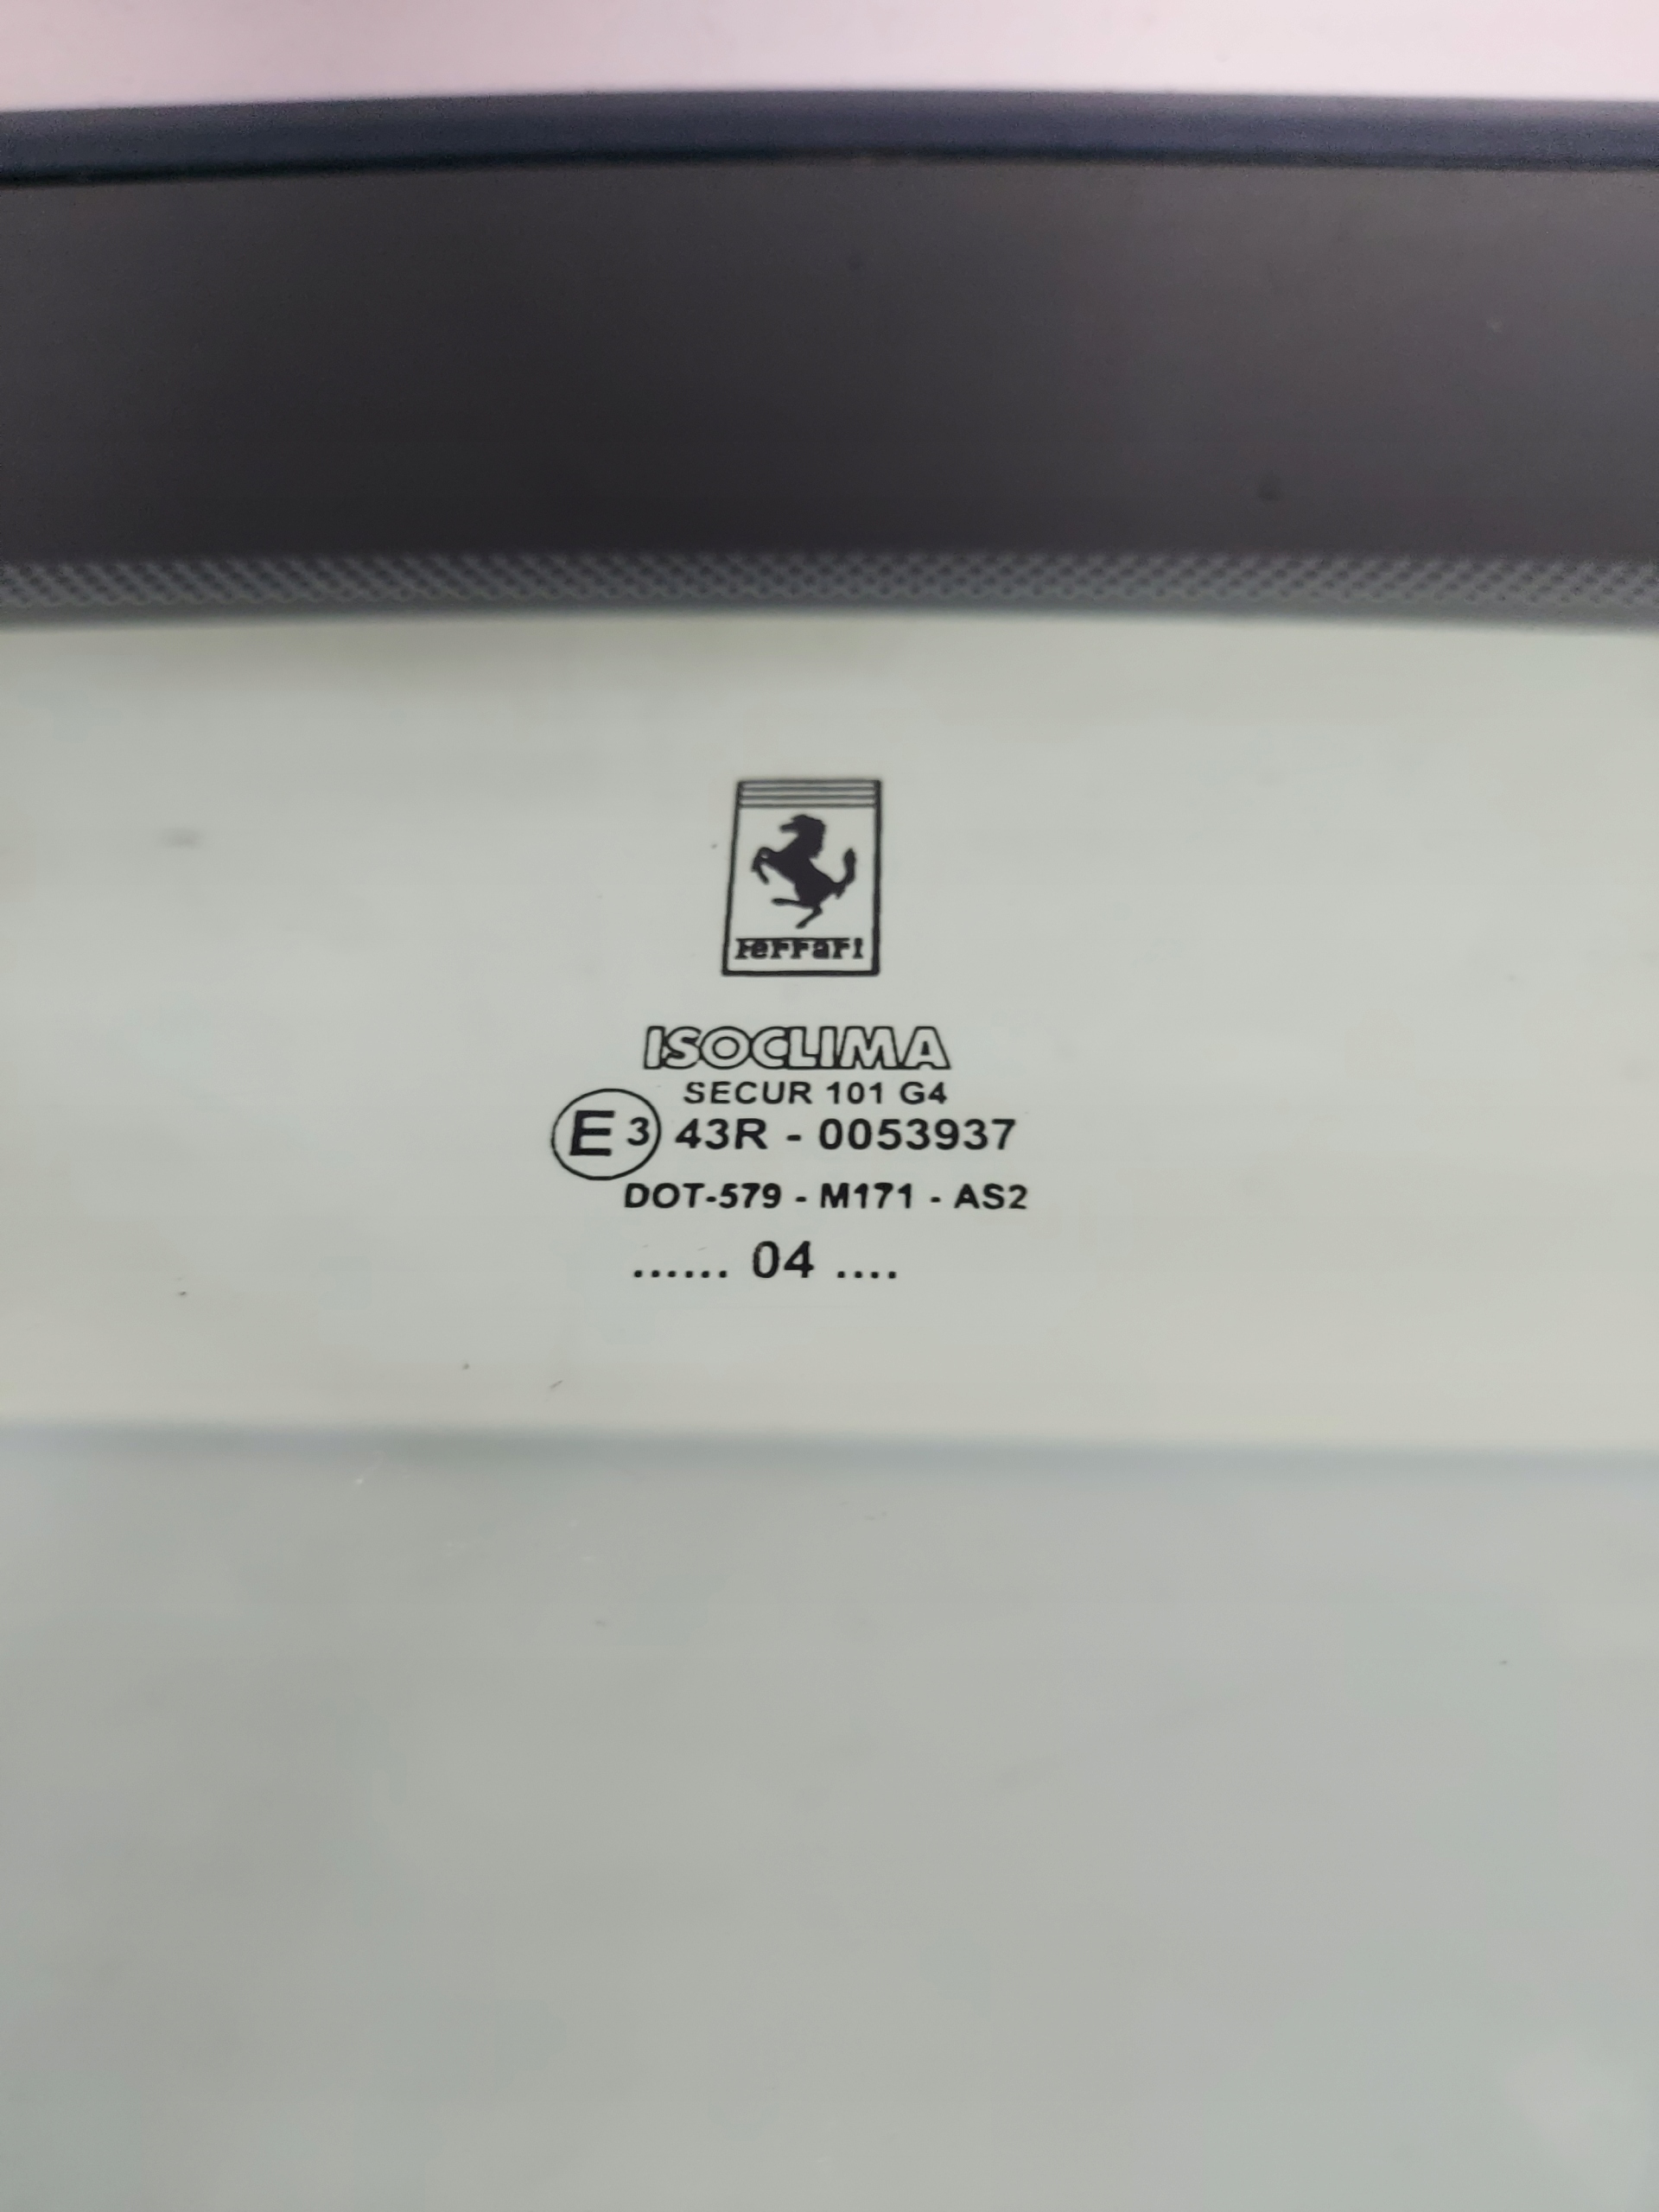 Ferrari
ISOCLIMA
SECUR 101 G4
E3 43R - 0053937
DOT-579 - M171 - AS2
...... 04 ....